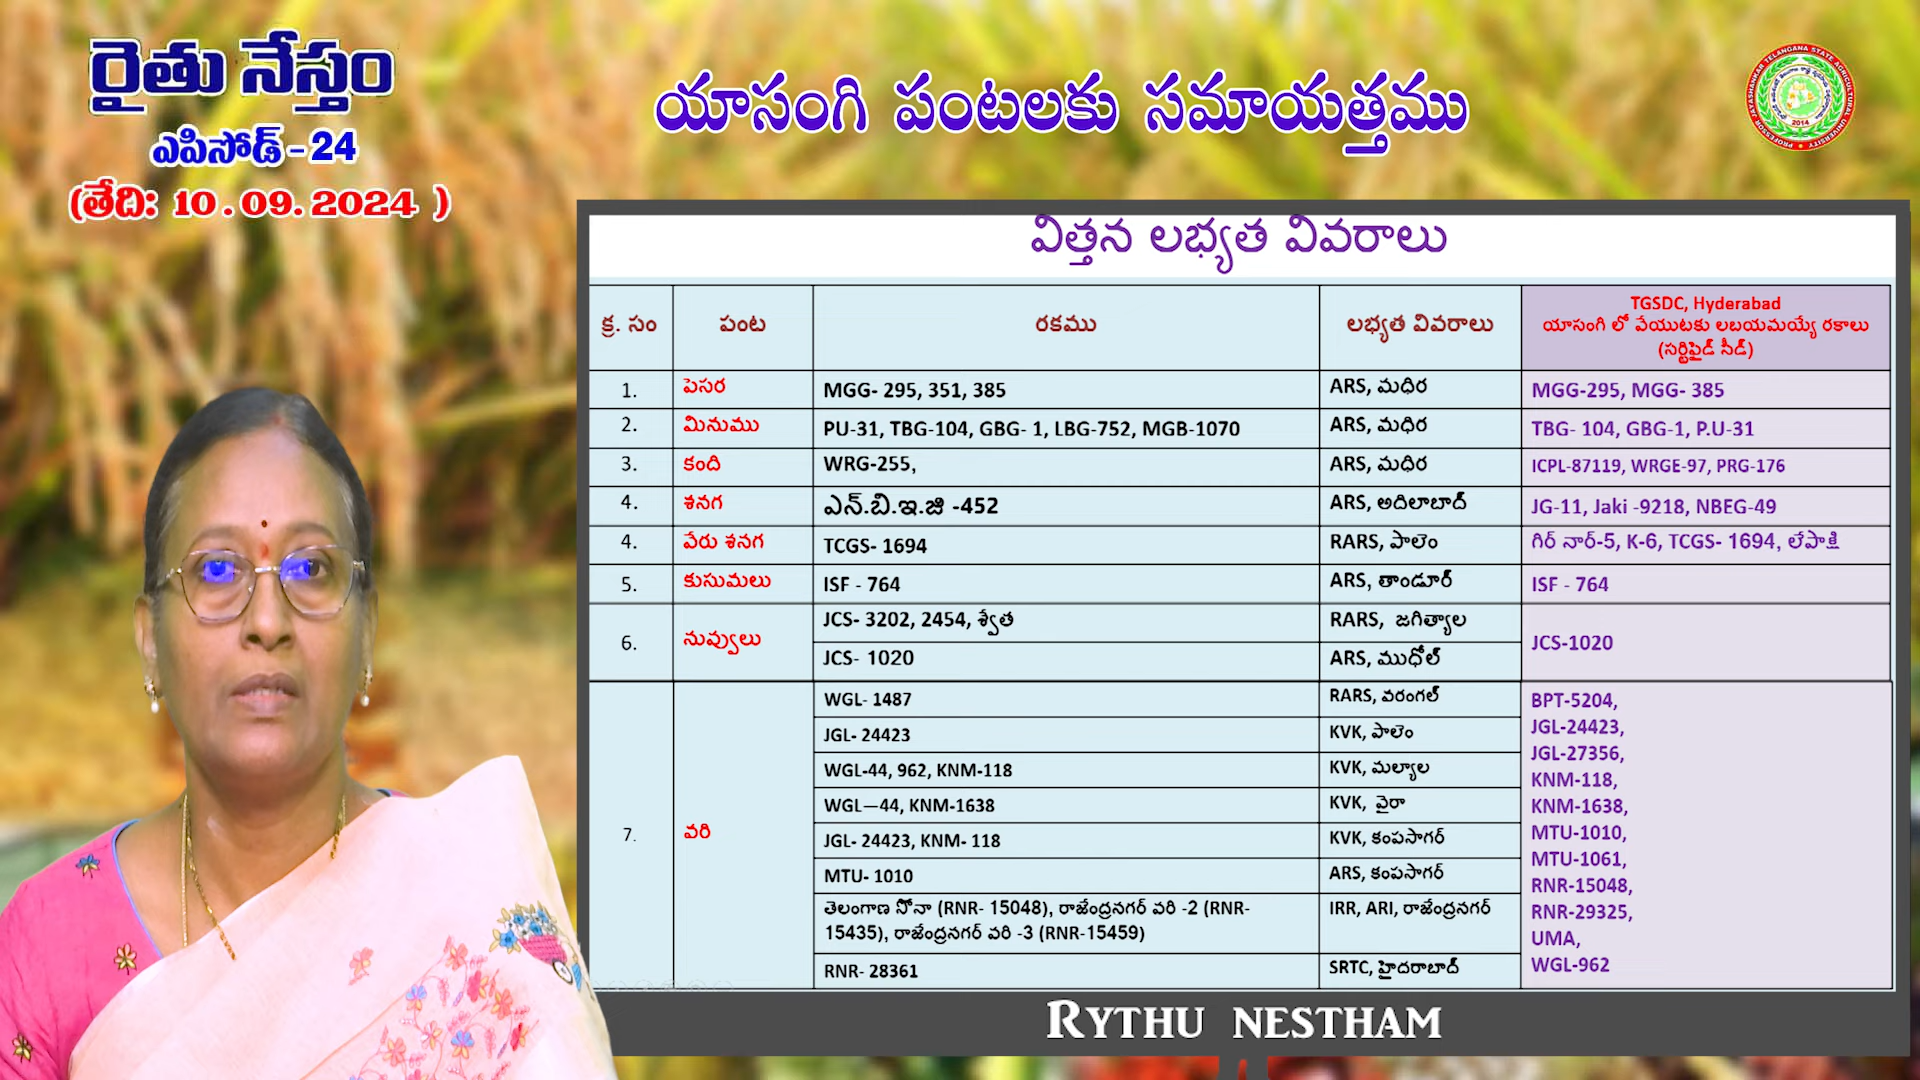 రైతు నేస్తం
ఎపిసోడ్ - 24
(తేది: 10.09.2024 )
యాసంగి పంటలకు సమాయత్తము
PROFESSOR JAYASHANKAR TELANGANA STATE AGRICULTURAL UNIVERSITY
2014
విత్తన లభ్యత వివరాలు
క్ర. సం పంట రకము లభ్యత వివరాలు TGSDC, Hyderabad
యాసంగి లో వేయుటకు లబయమయ్యే రకాలు
(సర్టిఫైడ్ సీడ్)
1. పెసర MGG- 295, 351, 385 ARS, మధిర MGG-295, MGG- 385
2. మినుము PU-31, TBG-104, GBG- 1, LBG-752, MGB-1070 ARS, మధిర TBG- 104, GBG-1, P.U-31
3. కంది WRG-255, ARS, మధిర ICPL-87119, WRGE-97, PRG-176
4. శనగ ఎన్.బి.ఇ.జి -452 ARS, అదిలాబాద్ JG-11, Jaki -9218, NBEG-49
4. వేరు శనగ TCGS- 1694 RARS, పాలెం గిర్ నార్-5, K-6, TCGS- 1694, లేపాక్షి
5. కుసుమలు ISF - 764 ARS, తాండూర్ ISF - 764
6. నువ్వులు JCS- 3202, 2454, శ్వేత RARS, జగిత్యాల JCS-1020
JCS- 1020 ARS, ముధోల్
7. వరి WGL- 1487 RARS, వరంగల్ BPT-5204,
JGL- 24423 KVK, పాలెం JGL-24423,
JGL-27356,
WGL-44, 962, KNM-118 KVK, మల్యాల KNM-118,
WGL—44, KNM-1638 KVK, వైరా KNM-1638,
JGL- 24423, KNM- 118 KVK, కంపసాగర్ MTU-1010,
MTU-1061,
MTU- 1010 ARS, కంపసాగర్ RNR-15048,
తెలంగాణ సోనా (RNR- 15048), రాజేంద్రనగర్ వరి -2 (RNR- IRR, ARI, రాజేంద్రనగర్ RNR-29325,
15435), రాజేంద్రనగర్ వరి -3 (RNR-15459) UMA,
RNR- 28361 SRTC, హైదరాబాద్ WGL-962
RYTHU NESTHAM